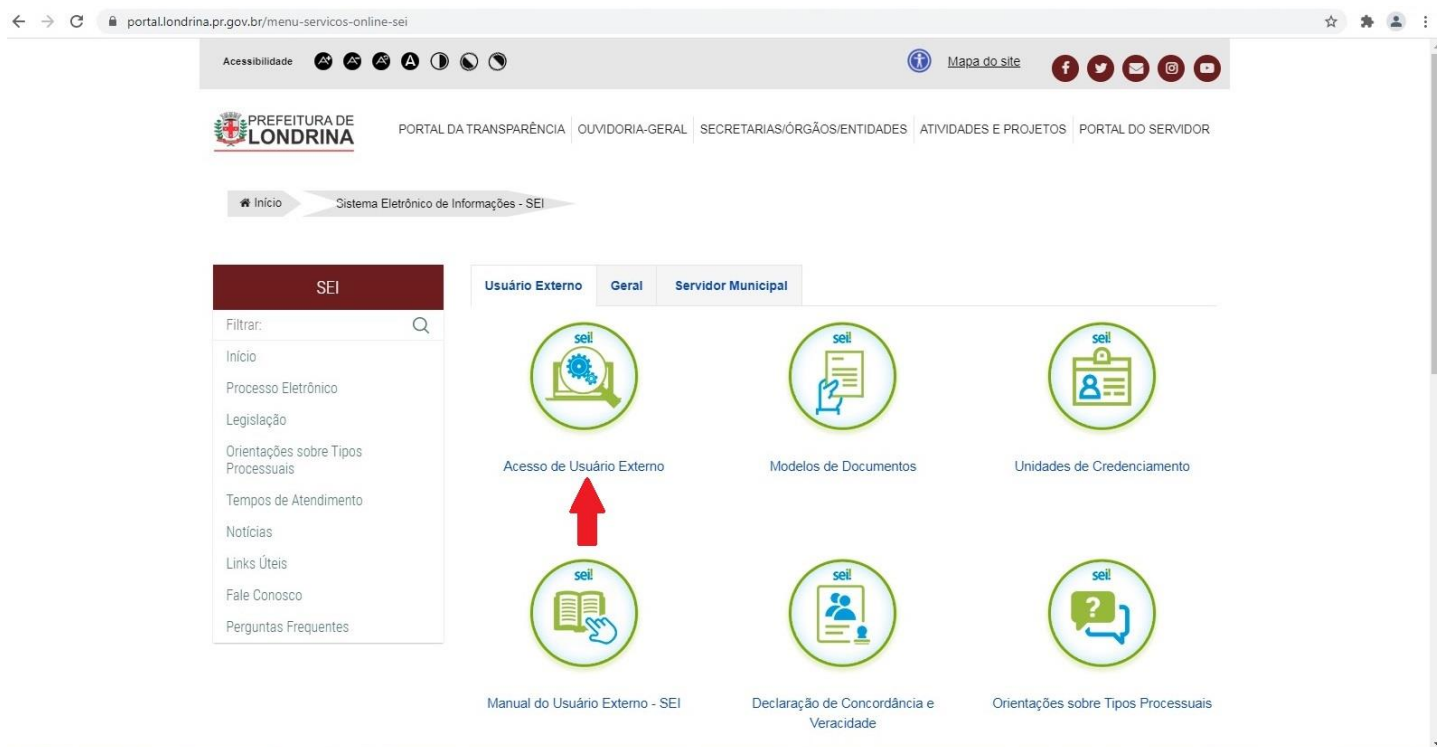 portal.londrina.pr.gov.br/menu-servicos-online-sei
Acessibilidade A+ A- A A
Mapa do site
PREFEITURA DE
LONDRINA
PORTAL DA TRANSPARÊNCIA OUVIDORIA-GERAL SECRETARIAS/ÓRGÃOS/ENTIDADES ATIVIDADES E PROJETOS PORTAL DO SERVIDOR
Início Sistema Eletrônico de Informações - SEI
SEI
Filtrar:
Início
Processo Eletrônico
Legislação
Orientações sobre Tipos
Processuais
Tempos de Atendimento
Notícias
Links Úteis
Fale Conosco
Perguntas Frequentes
Usuário Externo Geral Servidor Municipal
sei! sei! sei!
Acesso de Usuário Externo Modelos de Documentos Unidades de Credenciamento
sei! sei! sei!
?
Manual do Usuário Externo - SEI Declaração de Concordância e Orientações sobre Tipos Processuais
Veracidade